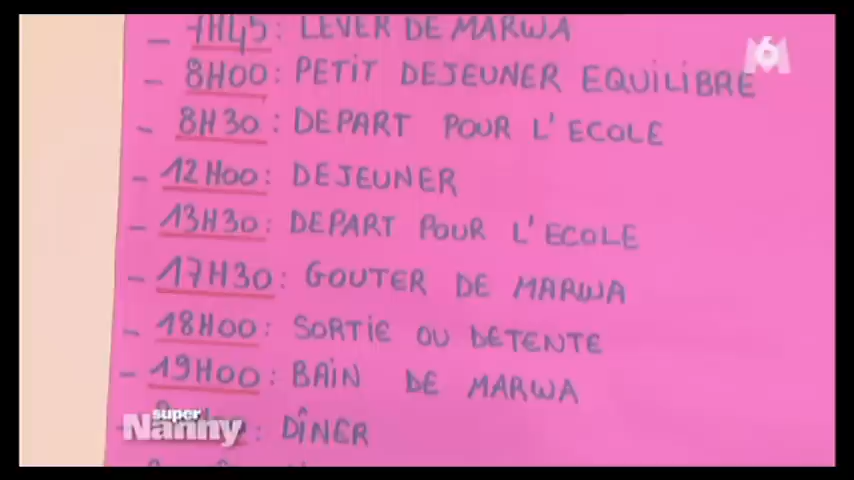 - 7H45: LEVER DE MARWA
- 8H00: PETIT DEJEUNER EQUILIBRE
- 8H30: DEPART POUR L'ECOLE
- 12H00: DEJEUNER
- 13H30: DEPART POUR L'ECOLE
- 17H30: GOUTER DE MARWA
- 18H00: SORTIE OU DETENTE
- 19H00: BAIN DE MARWA
: DÎNER
M6
super
Nanny